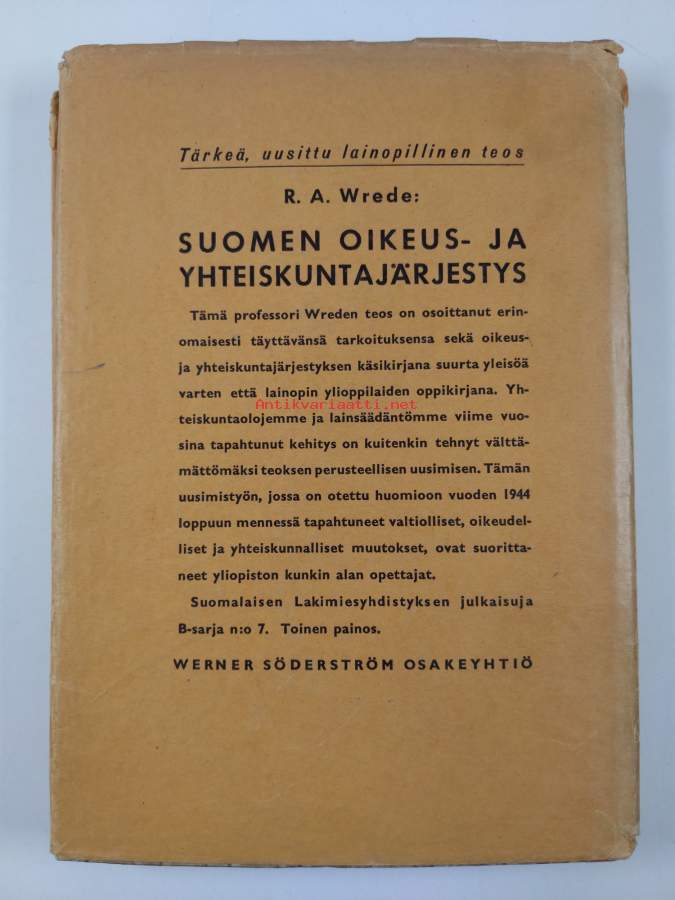 Tärkeä, uusittu lainopillinen teos
R. A. Wrede:
SUOMEN OIKEUS- JA
YHTEISKUNTAJÄRJESTYS
Tämä professori Wreden teos on osoittanut erin-
omaisesti täyttävänsä tarkoituksensa sekä oikeus-
ja yhteiskuntajärjestyksen käsikirjana suurta yleisöä
varten että lainopin ylioppilaiden oppikirjana. Yh-
Antikvariaatti.net
teiskuntaolojemme ja lainsäädäntömme viime vuo-
sina tapahtunut kehitys on kuitenkin tehnyt välttä-
mättömäksi teoksen perusteellisen uusimisen. Tämän
uusimistyön, jossa on otettu huomioon vuoden 1944
loppuun mennessä tapahtuneet valtiolliset, oikeudel-
liset ja yhteiskunnalliset muutokset, ovat suoritta-
neet yliopiston kunkin alan opettajat.
Suomalaisen Lakimiesyhdistyksen julkaisuja
B-sarja n:o 7. Toinen painos.
WERNER SÖDERSTRÖM OSAKEYHTIÖ